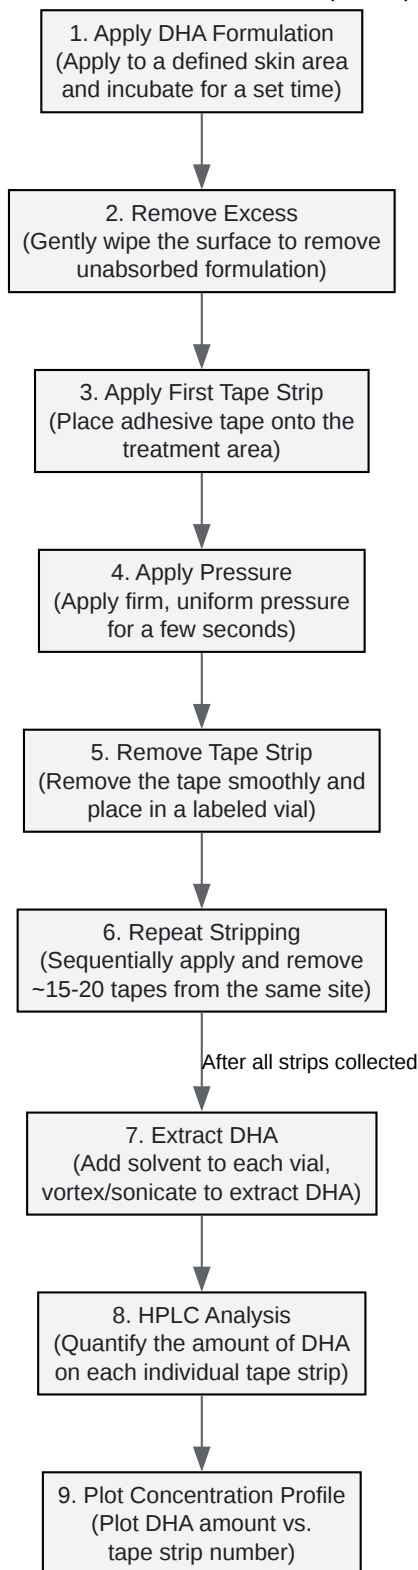 1. Apply DHA Formulation
(Apply to a defined skin area
and incubate for a set time)
2. Remove Excess
(Gently wipe the surface to remove
unabsorbed formulation)
3. Apply First Tape Strip
(Place adhesive tape onto the
treatment area)
4. Apply Pressure
(Apply firm, uniform pressure
for a few seconds)
5. Remove Tape Strip
(Remove the tape smoothly and
place in a labeled vial)
6. Repeat Stripping
(Sequentially apply and remove
~15-20 tapes from the same site)
After all strips collected
7. Extract DHA
(Add solvent to each vial,
vortex/sonicate to extract DHA)
8. HPLC Analysis
(Quantify the amount of DHA
on each individual tape strip)
9. Plot Concentration Profile
(Plot DHA amount vs.
tape strip number)